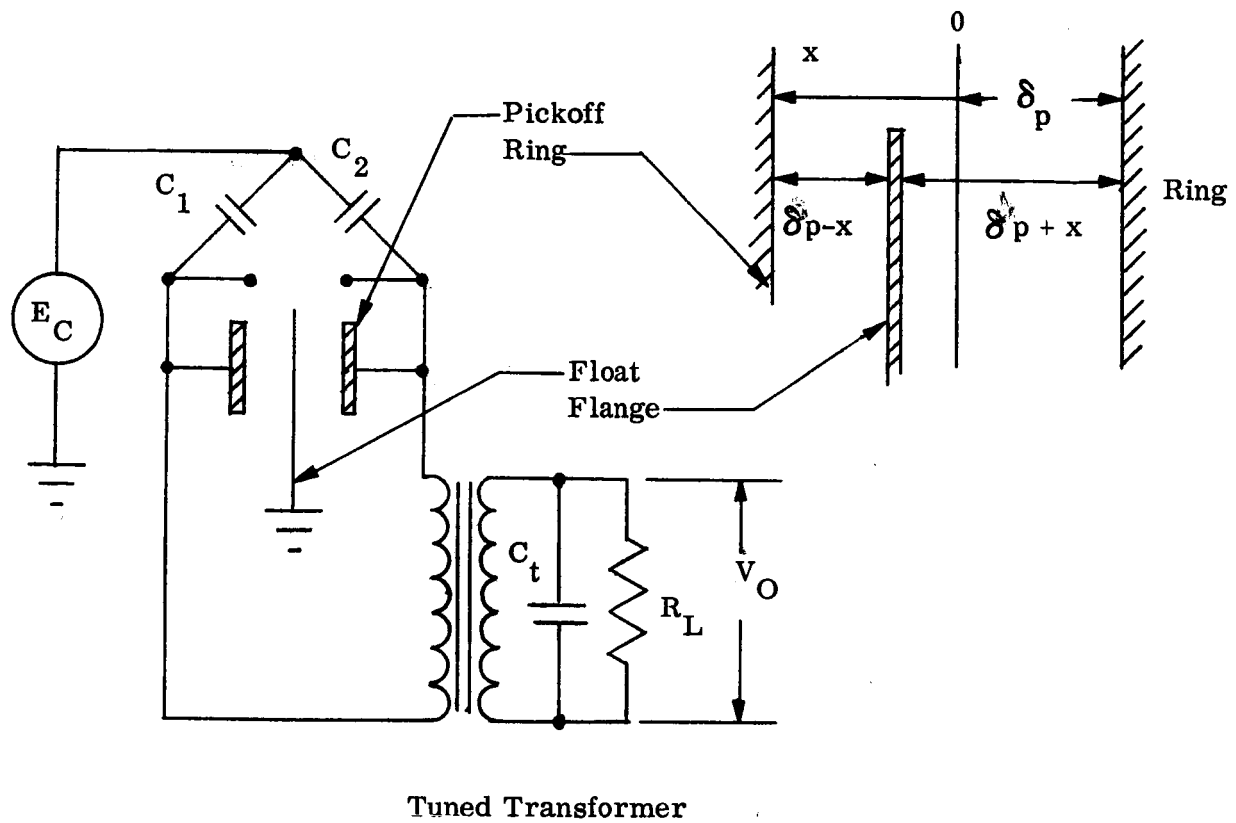 0
x
δp
Pickoff
Ring
C1
C2
δp-x
δp + x
Ring
EC
Float
Flange
Ct
RL
VO
Tuned Transformer